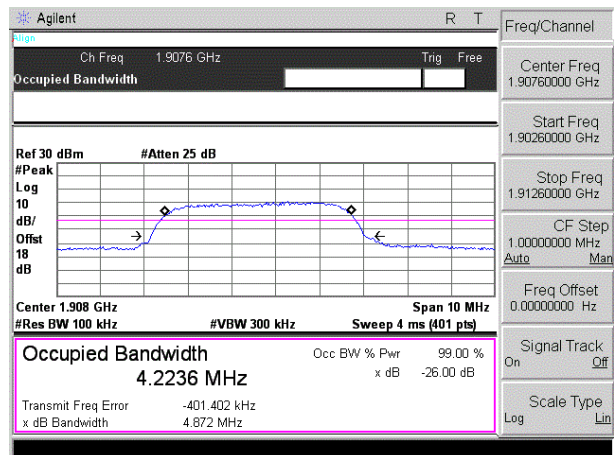 Agilent R T
Align
Ch Freq 1.9076 GHz Trig Free
Occupied Bandwidth
Ref 30 dBm #Atten 25 dB
#Peak
Log
10
dB/
Offst
18
dB
Center 1.908 GHz Span 10 MHz
#Res BW 100 kHz #VBW 300 kHz Sweep 4 ms (401 pts)
Occupied Bandwidth Occ BW % Pwr 99.00 %
4.2236 MHz x dB -26.00 dB
Transmit Freq Error -401.402 kHz
x dB Bandwidth 4.872 MHz
Freq/Channel
Center Freq
1.90760000 GHz
Start Freq
1.90260000 GHz
Stop Freq
1.91260000 GHz
CF Step
1.00000000 MHz
Auto Man
Freq Offset
0.00000000 Hz
Signal Track
On Off
Scale Type
Log Lin